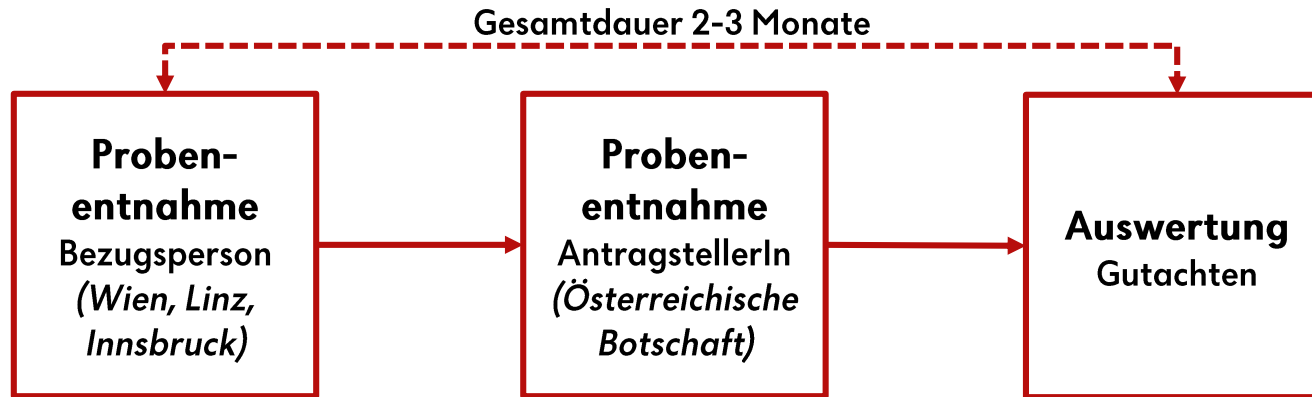 Gesamtdauer 2-3 Monate
Proben-
entnahme
Bezugsperson
(Wien, Linz,
Innsbruck)
Proben-
entnahme
AntragstellerIn
(Österreichische
Botschaft)
Auswertung
Gutachten